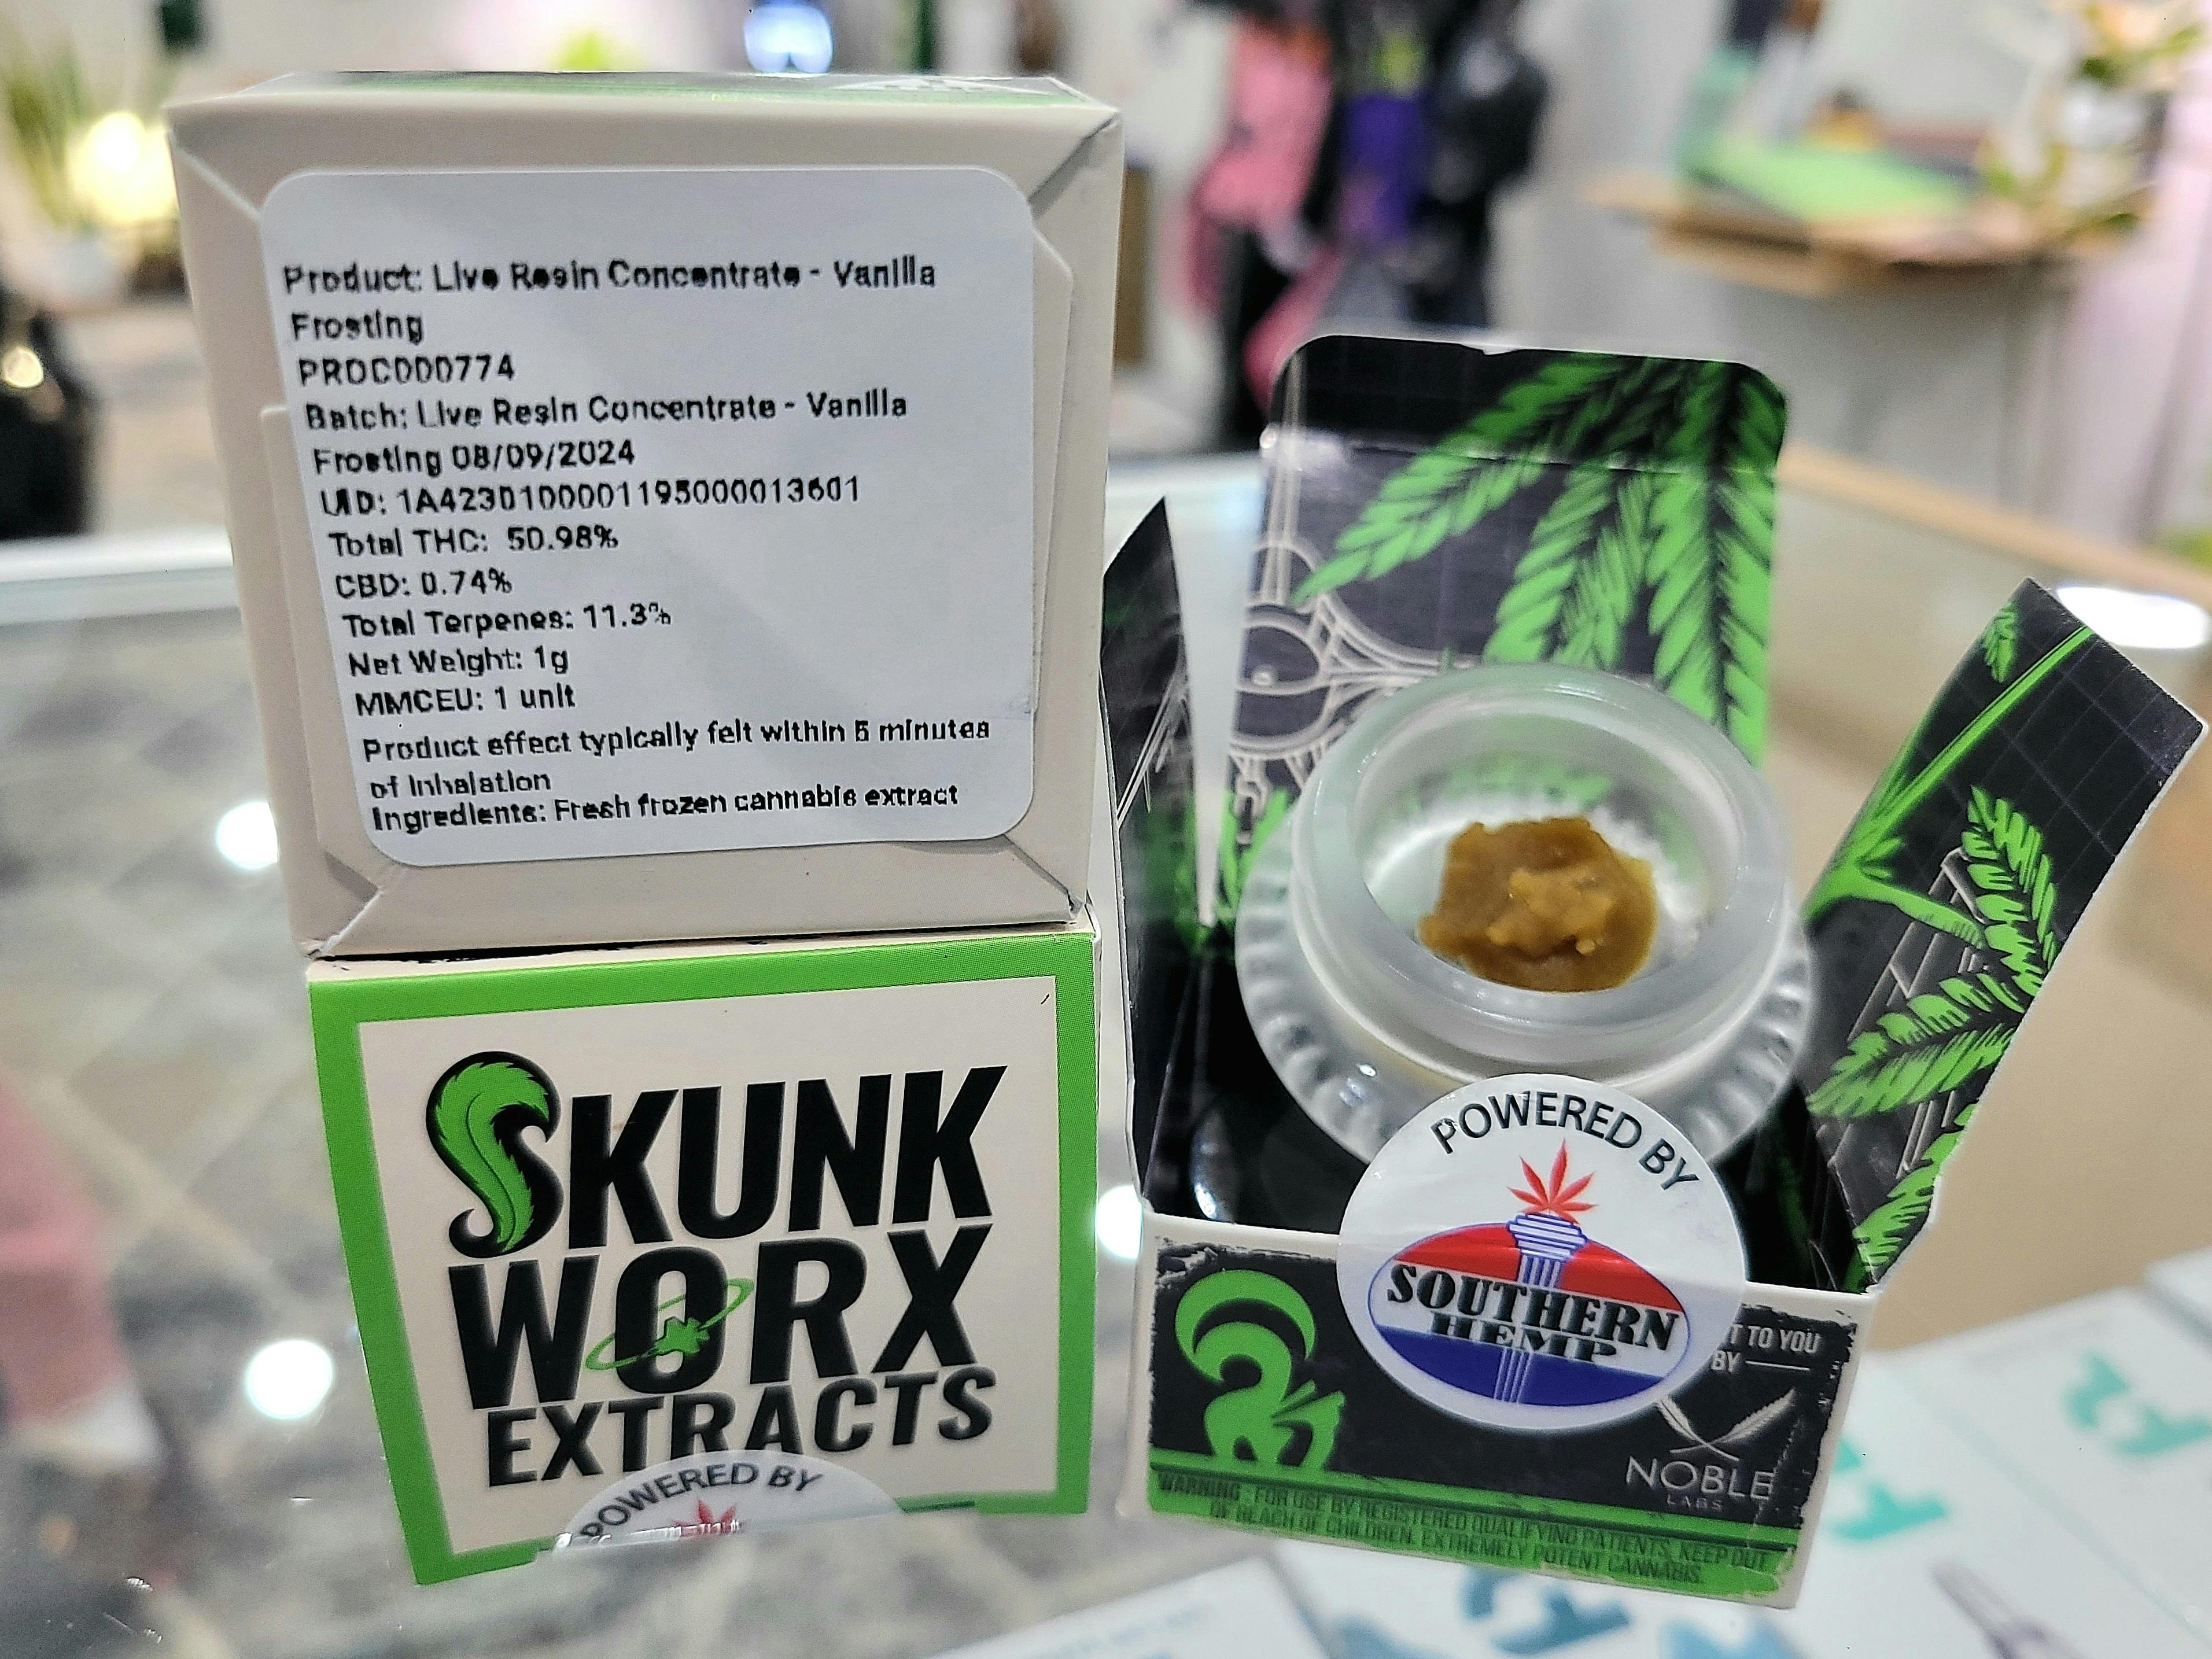 Product: Live Resin Concentrate - Vanilla
Frosting
PROC000774
Batch: Live Resin Concentrate - Vanilla
Frosting 08/09/2024
UID: 1A4230100001195000013601
Total THC: 50.98%
CBD: 0.74%
Total Terpenes: 11.3%
Net Weight: 1g
MMCEU: 1 unit
Product effect typically felt within 5 minutes
of Inhalation
Ingredients: Fresh frozen cannabis extract
SKUNK
WORX
EXTRACTS
POWERED BY
POWERED BY
SOUTHERN
HEMP
T TO YOU
BY
NOBLE
LABS
WARNING: FOR USE BY REGISTERED QUALIFYING PATIENTS. KEEP OUT
OF REACH OF CHILDREN. EXTREMELY POTENT CANNABIS.